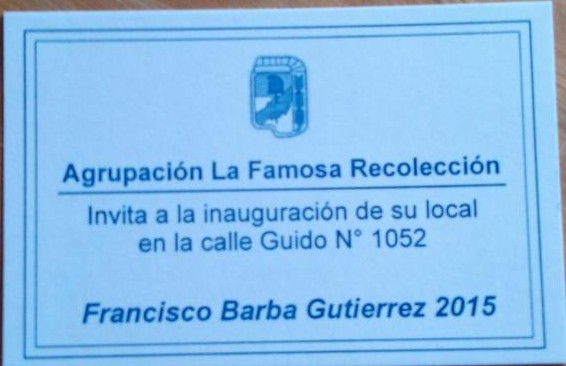 Agrupación La Famosa Recolección
Invita a la inauguración de su local
en la calle Guido N° 1052
Francisco Barba Gutierrez 2015